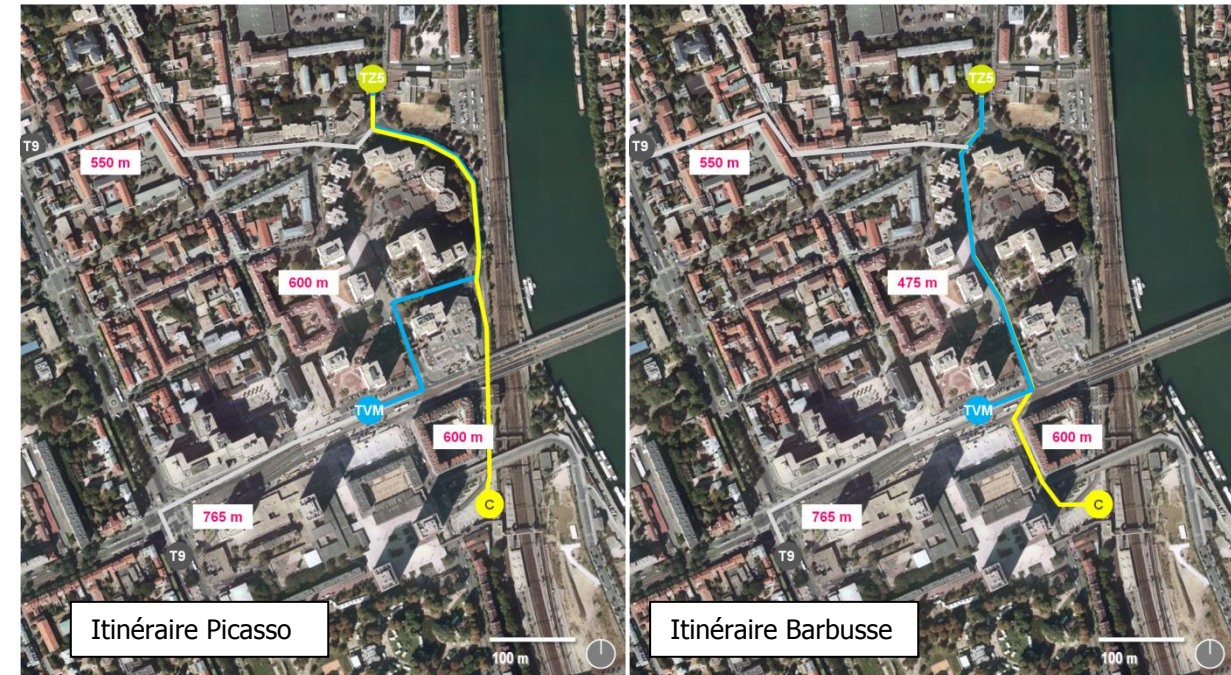 TZ5
T9
550 m
600 m
TVM
600 m
C
765 m
T9
Itinéraire Picasso
100 m
TZ5
T9
550 m
475 m
TVM
600 m
C
765 m
T9
Itinéraire Barbusse
100 m